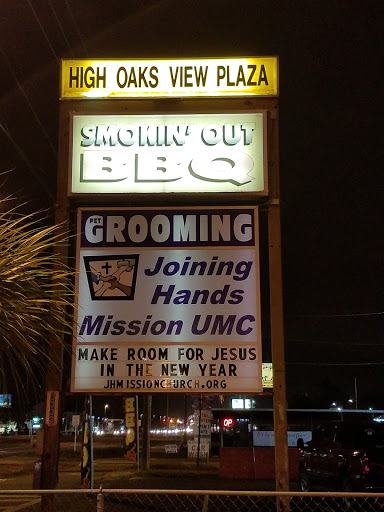 HIGH OAKS VIEW PLAZA
SMOKIN' OUT
BBQ
PET GROOMING
Joining
Hands
Mission UMC
MAKE ROOM FOR JESUS
IN THE NEW YEAR
JHMISSIONCHURCH.ORG
OP